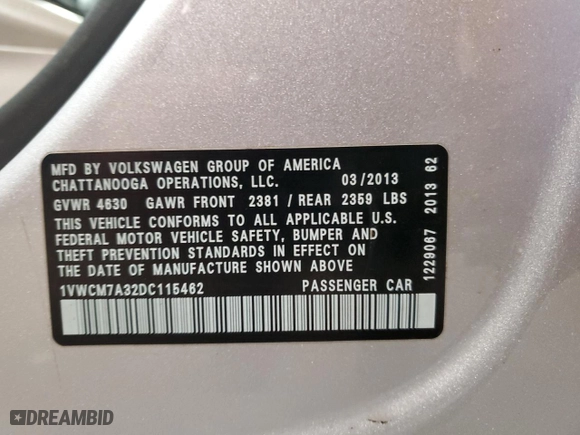 MFD BY VOLKSWAGEN GROUP OF AMERICA
CHATTANOOGA OPERATIONS, LLC. 03/2013
GVWR 4630 GAWR FRONT 2381 / REAR 2359 LBS
THIS VEHICLE CONFORMS TO ALL APPLICABLE U.S.
FEDERAL MOTOR VEHICLE SAFETY, BUMPER AND
THEFT PREVENTION STANDARDS IN EFFECT ON
THE DATE OF MANUFACTURE SHOWN ABOVE
1VWCM7A32DC115462 PASSENGER CAR
1229067 2013 62
DREAMBID